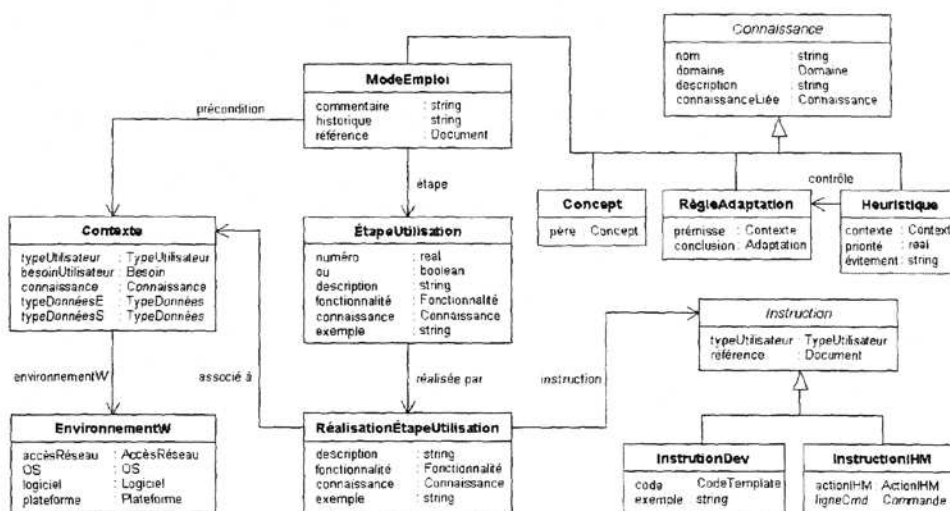 Connaissance
nom : string
domaine : Domaine
description : string
connaissanceLiée : Connaissance
ModeEmploi
commentaire : string
historique : string
référence : Document
précondition
étape
contrôle
Concept
père : Concept
RègleAdaptation
prémisse : Contexte
conclusion : Adaptation
Heuristique
contexte : Context
priorité : real
évitement : string
Contexte
typeUtilisateur : TypeUtilisateur
besoinUtilisateur : Besoin
connaissance : Connaissance
typeDonnéesE : TypeDonnées
typeDonnéesS : TypeDonnées
ÉtapeUtilisation
numéro : real
ou : boolean
description : string
fonctionnalité : Fonctionnalité
connaissance : Connaissance
exemple : string
Instruction
typeUtilisateur : TypeUtilisateur
référence : Document
environnementW
associé à
réalisée par
instruction
EnvironnementW
accèsRéseau : AccèsRéseau
OS : OS
logiciel : Logiciel
plateforme : Plateforme
RéalisationÉtapeUtilisation
description : string
fonctionnalité : Fonctionnalité
connaissance : Connaissance
exemple : string
InstrutionDev
code CodeTemplate
exemple string
InstructionIHM
actionIHM : ActionIHM
ligneCmd : Commande